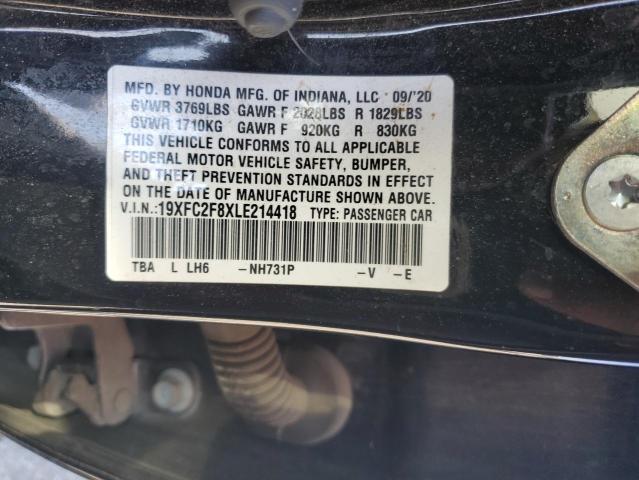 MFD. BY HONDA MFG. OF INDIANA, LLC 09/'20
GVWR 3769LBS GAWR F 2028LBS R 1829LBS
GVWR 1710KG GAWR F 920KG R 830KG
THIS VEHICLE CONFORMS TO ALL APPLICABLE
FEDERAL MOTOR VEHICLE SAFETY, BUMPER,
AND THEFT PREVENTION STANDARDS IN EFFECT
ON THE DATE OF MANUFACTURE SHOWN ABOVE.
V.I.N.:19XFC2F8XLE214418 TYPE: PASSENGER CAR
TBA L LH6 -NH731P -V -E